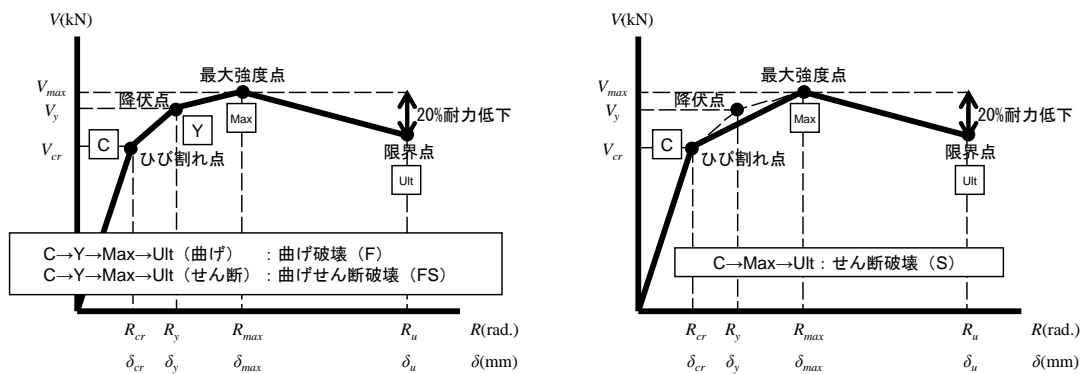 V(kN)
最大強度点
V_max
降伏点
V_y
Y
Max
20%耐力低下
V_cr
C
ひび割れ点
限界点
Ult
C→Y→Max→Ult（曲げ）　：曲げ破壊（F）
C→Y→Max→Ult（せん断）：曲げせん断破壊（FS）
R_cr R_y R_max R_u R(rad.)
δ_cr δ_y δ_max δ_u δ(mm)
V(kN)
最大強度点
V_max
降伏点
V_y
Max
20%耐力低下
V_cr
C
ひび割れ点
限界点
Ult
C→Max→Ult：せん断破壊（S）
R_cr R_y R_max R_u R(rad.)
δ_cr δ_y δ_max δ_u δ(mm)